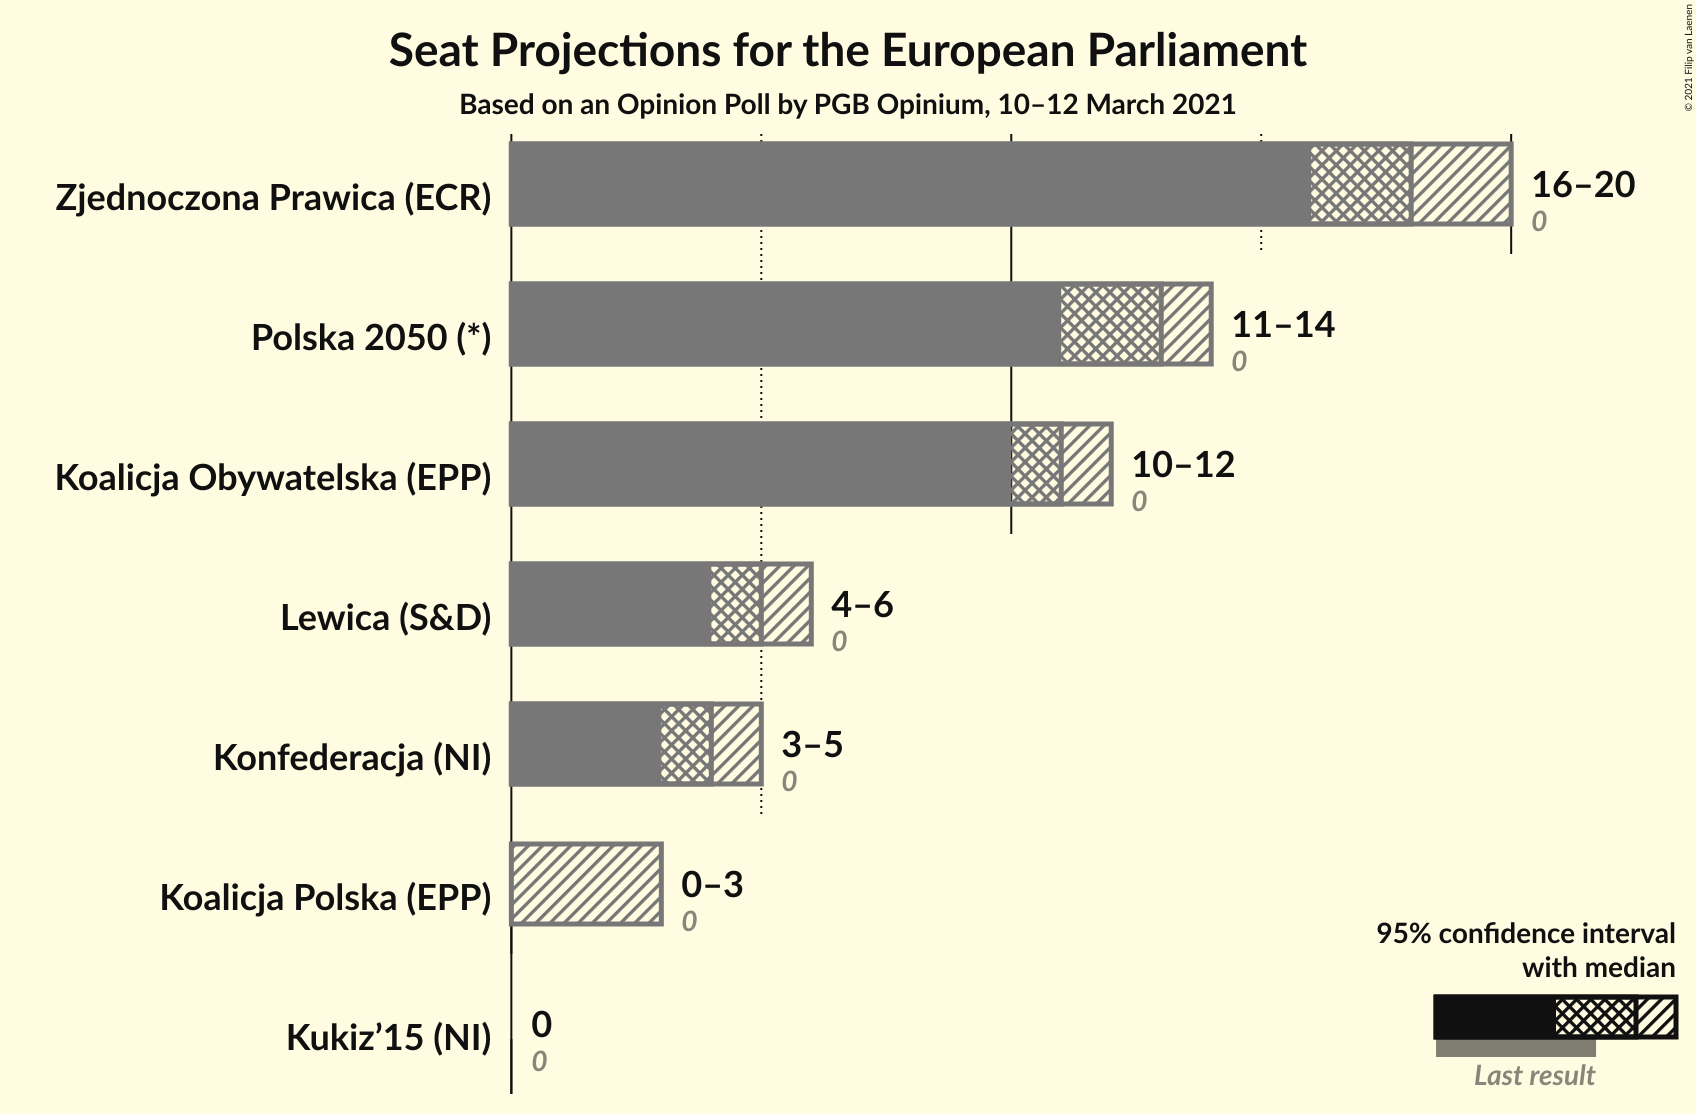 Seat Projections for the European Parliament
Based on an Opinion Poll by PGB Opinium, 10–12 March 2021
© 2021 Filip van Laenen
Zjednoczona Prawica (ECR)
16–20
0
Polska 2050 (*)
11–14
0
Koalicja Obywatelska (EPP)
10–12
0
Lewica (S&D)
4–6
0
Konfederacja (NI)
3–5
0
Koalicja Polska (EPP)
0–3
0
Kukiz’15 (NI)
0
0
95% confidence interval
with median
Last result